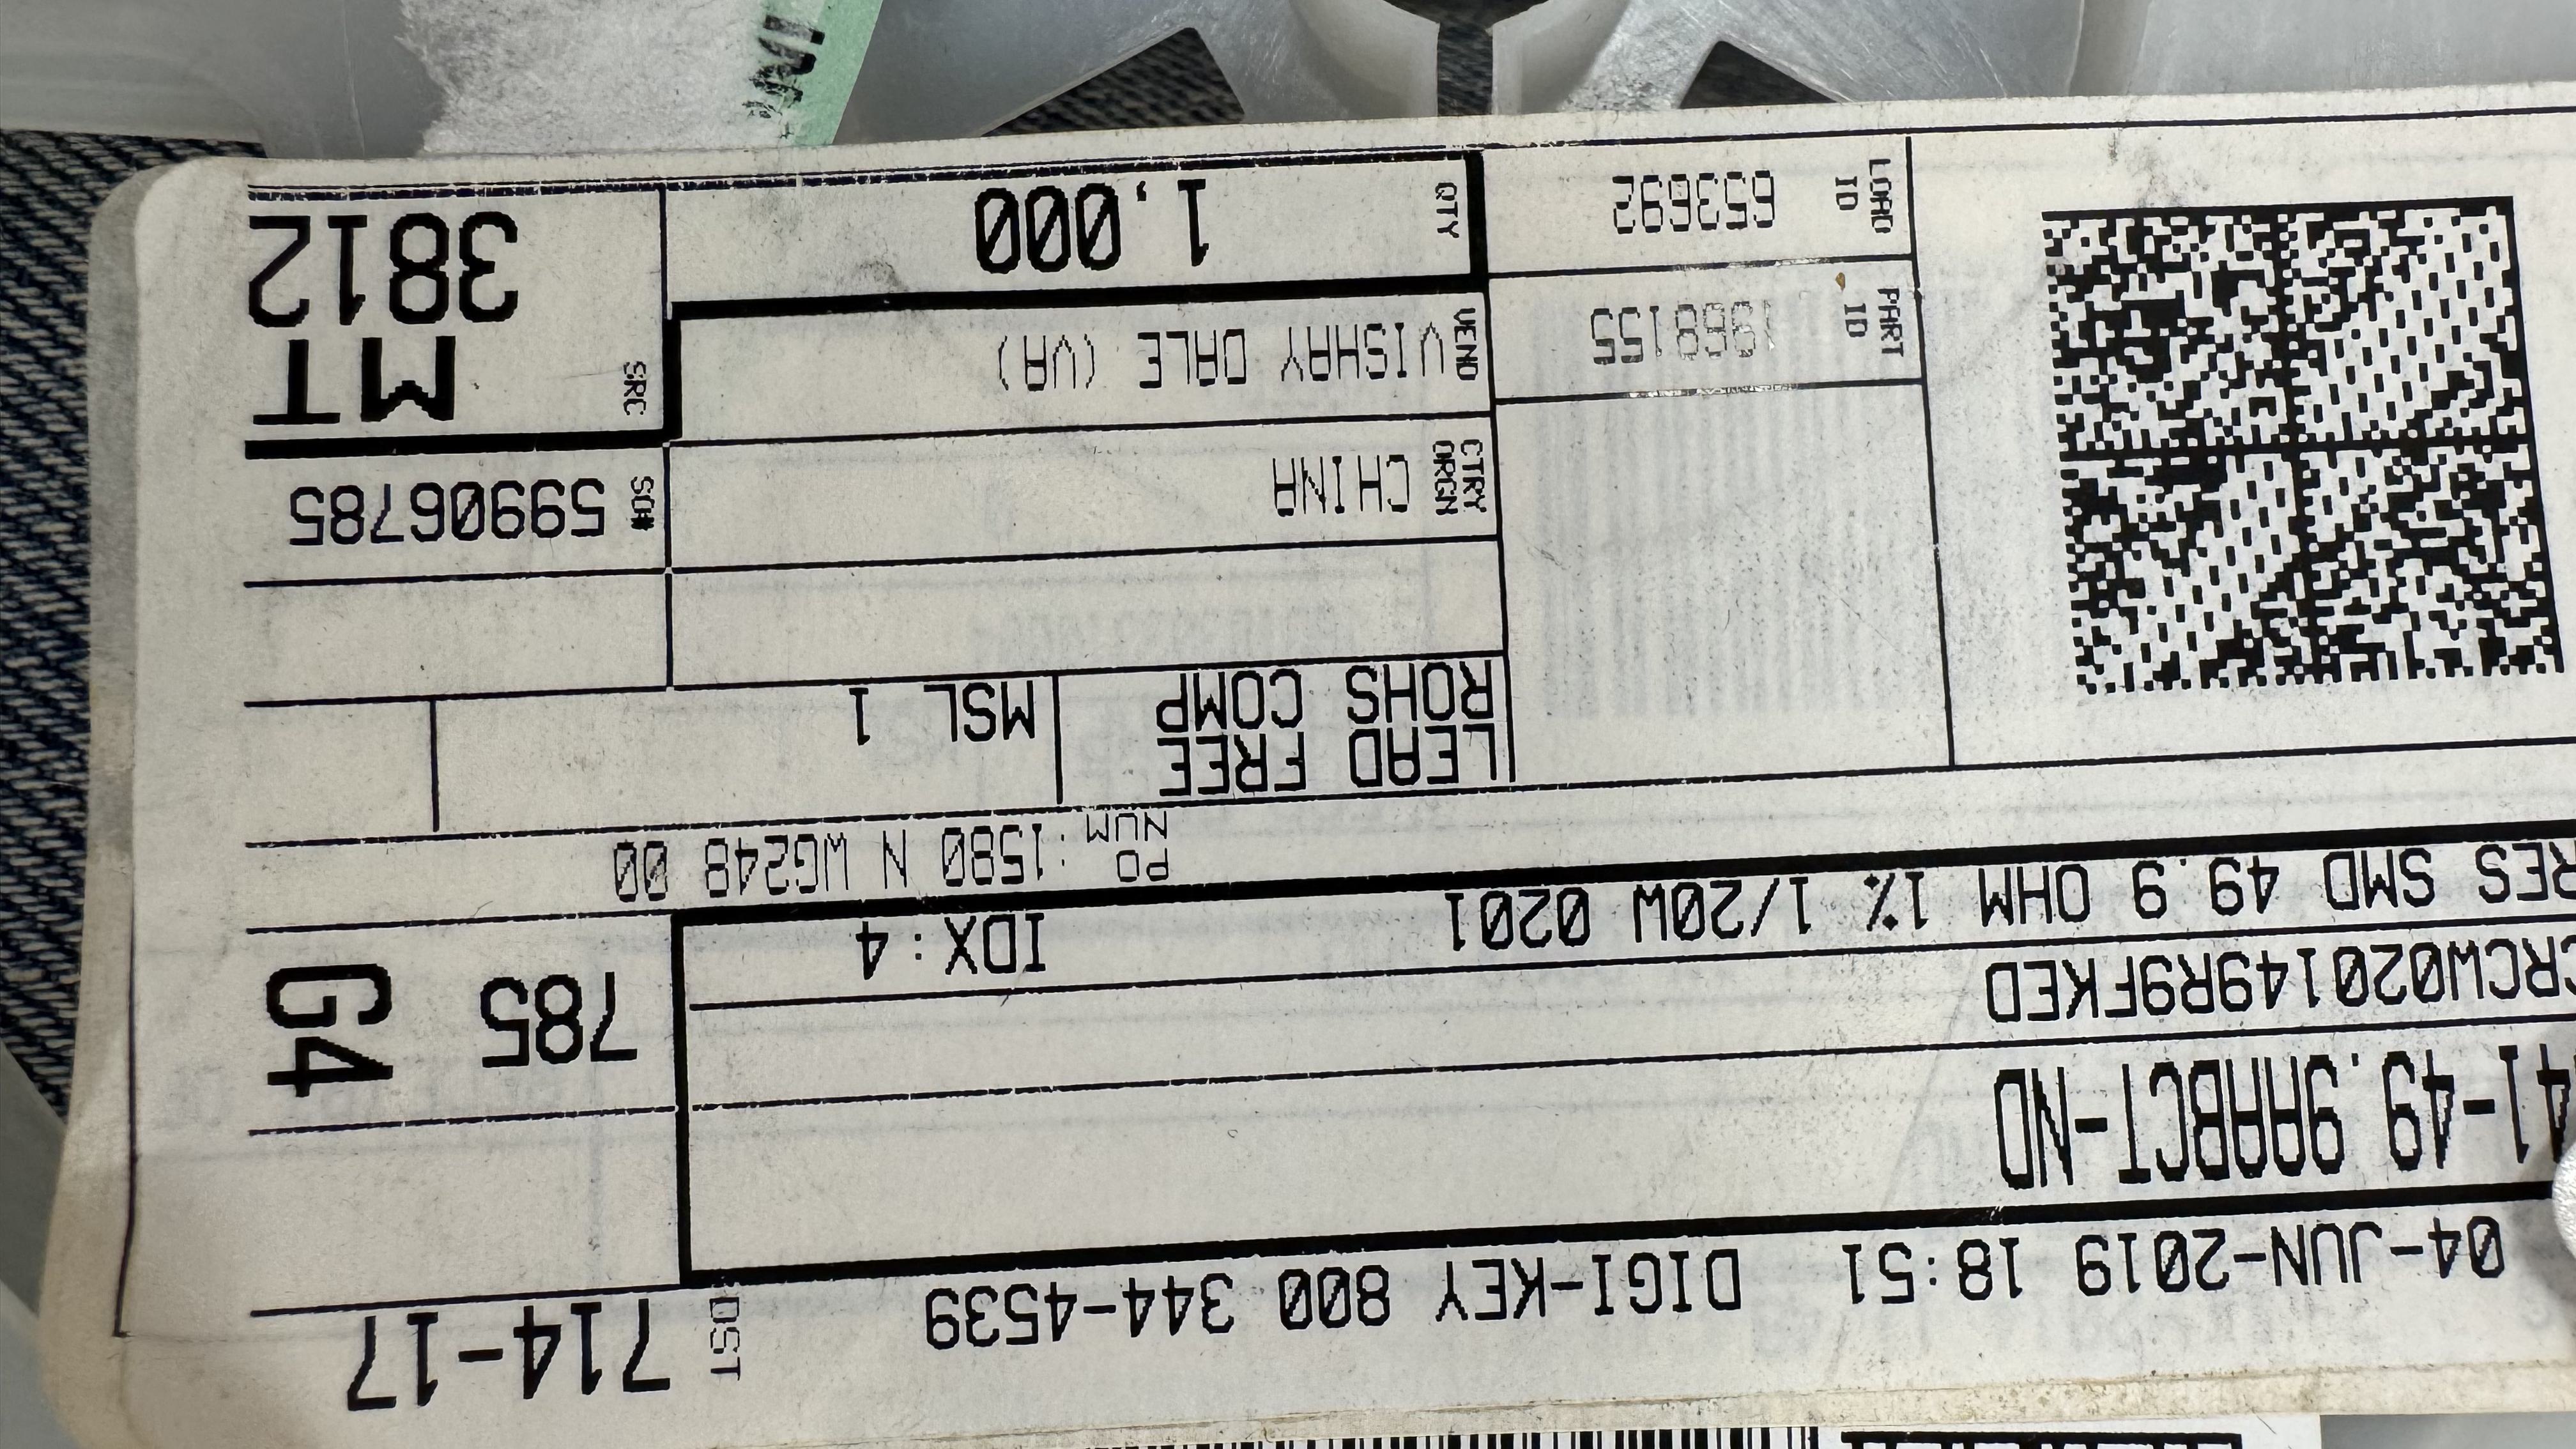 04-JUN-2019 18:51 DIGI-KEY 800 344-4539
DST 714-17
41-49.9AABCT-ND
CRCW020149R9FKED
785 G4
RES SMD 49.9 OHM 1% 1/20W 0201 IDX:4
PO NUM :1580 N WG248 00
LEAD FREE
ROHS COMP
MSL 1
CTRY ORGN CHINA
SO# 59906785
PART ID 1968155
VEND VISHAY DALE (VA)
SRC MT
3812
LOAD ID 653692
QTY 1,000